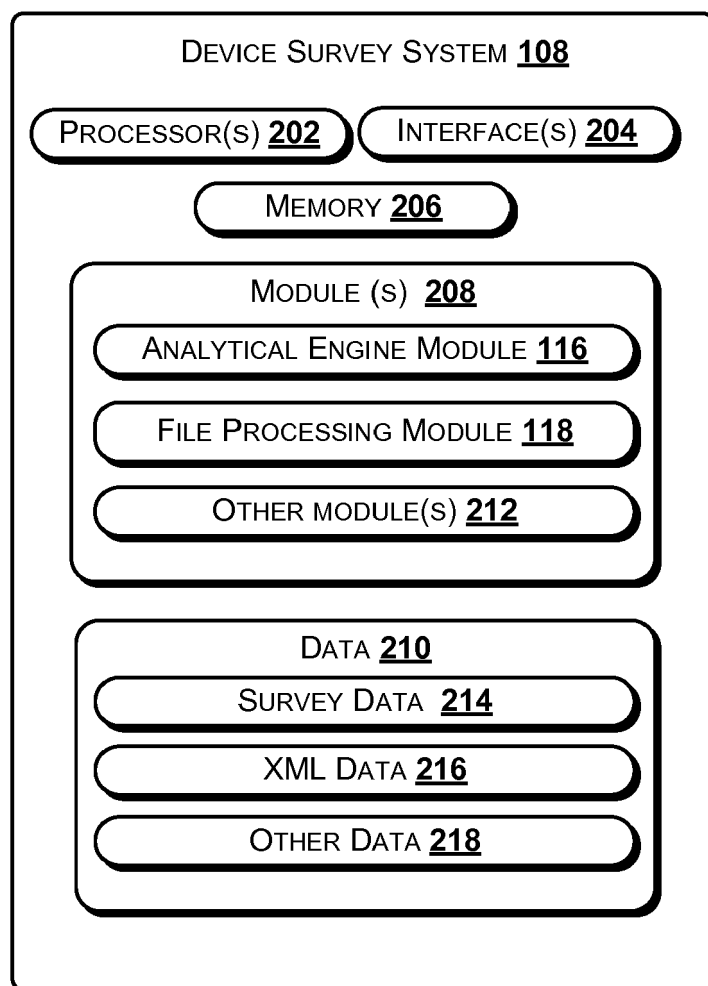 DEVICE SURVEY SYSTEM 108
PROCESSOR(S) 202
INTERFACE(S) 204
MEMORY 206
MODULE (S) 208
ANALYTICAL ENGINE MODULE 116
FILE PROCESSING MODULE 118
OTHER MODULE(S) 212
DATA 210
SURVEY DATA 214
XML DATA 216
OTHER DATA 218